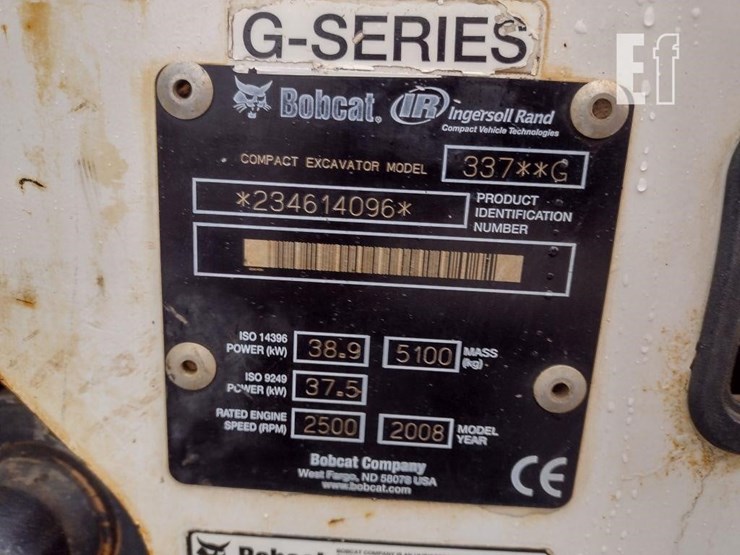 G-SERIES
Ef
Bobcat® IR Ingersoll Rand
Compact Vehicle Technologies
COMPACT EXCAVATOR MODEL 337**G
*234614096* PRODUCT IDENTIFICATION NUMBER
ISO 14396 POWER (kW) 38.9 5100 MASS (kg)
ISO 9249 POWER (kW) 37.5
RATED ENGINE SPEED (RPM) 2500 2008 MODEL YEAR
Bobcat Company
West Fargo, ND 58078 USA
www.bobcat.com
CE
Bobcat